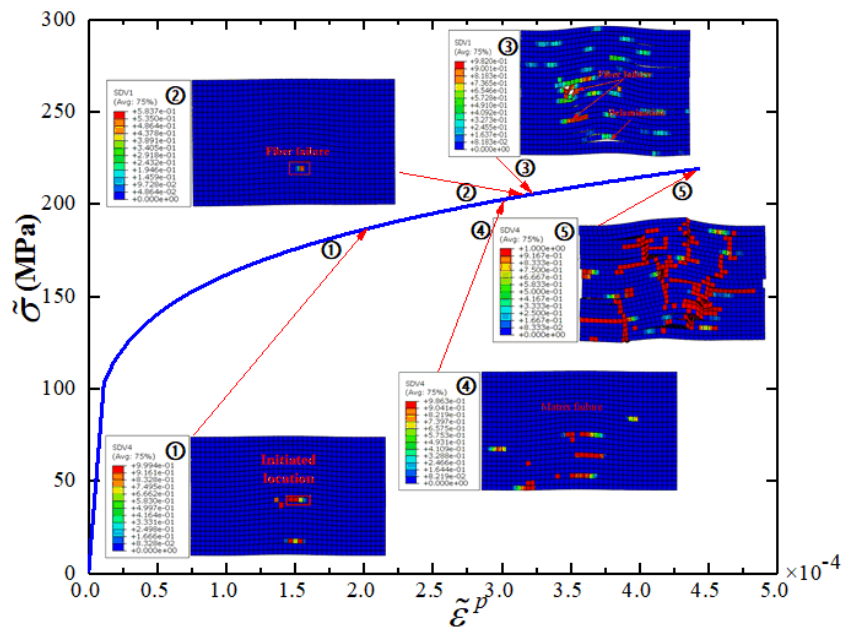 300
250
200
150
100
50
0
σ̃ (MPa)
SDV1
②
(Avg: 75%)
+5.837e-01
+5.350e-01
+4.864e-01
+4.378e-01
+3.891e-01
+3.405e-01
+2.918e-01
+2.432e-01
+1.946e-01
+1.459e-01
+9.728e-02
+4.864e-02
+0.000e+00
Fiber failure
SDV1
③
(Avg: 75%)
+9.820e-01
+9.001e-01
+8.183e-01
+7.365e-01
+6.546e-01
+5.728e-01
+4.910e-01
+4.092e-01
+3.273e-01
+2.455e-01
+1.637e-01
+8.183e-02
+0.000e+00
Fiber failure
①
②
③
④
⑤
SDV4
⑤
(Avg: 75%)
+1.000e+00
+9.167e-01
+8.333e-01
+7.500e-01
+6.667e-01
+5.833e-01
+5.000e-01
+4.167e-01
+3.333e-01
+2.500e-01
+1.667e-01
+8.333e-02
+0.000e+00
SDV4
④
(Avg: 75%)
+9.863e-01
+9.041e-01
+8.219e-01
+7.397e-01
+6.575e-01
+5.753e-01
+4.931e-01
+4.109e-01
+3.288e-01
+2.466e-01
+1.644e-01
+8.219e-02
+0.000e+00
Matrex failure
SDV4
①
(Avg: 75%)
+9.994e-01
+9.161e-01
+8.328e-01
+7.495e-01
+6.662e-01
+5.830e-01
+4.997e-01
+4.164e-01
+3.331e-01
+2.498e-01
+1.666e-01
+8.328e-02
+0.000e+00
Initiated
location
0.0 0.5 1.0 1.5 2.0 2.5 3.0 3.5 4.0 4.5 5.0 ×10⁻⁴
ε̃ᵖ